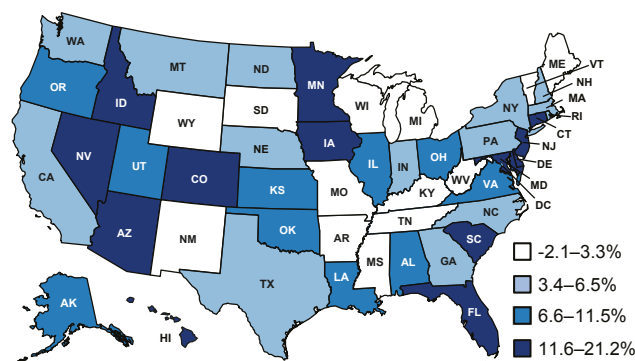 WA
MT
ND
MN
ME
VT
NH
MA
RI
CT
NJ
DE
MD
DC
OR
ID
WY
SD
WI
MI
NY
PA
NV
UT
CO
NE
IA
IL
IN
OH
WV
VA
CA
KS
MO
KY
NC
AZ
NM
OK
AR
TN
SC
TX
LA
MS
AL
GA
FL
AK
HI
-2.1–3.3%
3.4–6.5%
6.6–11.5%
11.6–21.2%